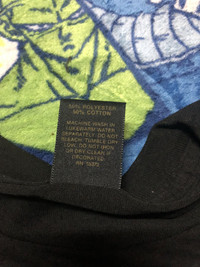 50% POLYESTER
50% COTTON
MACHINE WASH IN
LUKEWARM WATER
SEPARATELY. DO NOT
BLEACH. TUMBLE DRY
LOW. DO NOT IRON
OR DRY CLEAN IF
DECORATED.
RN